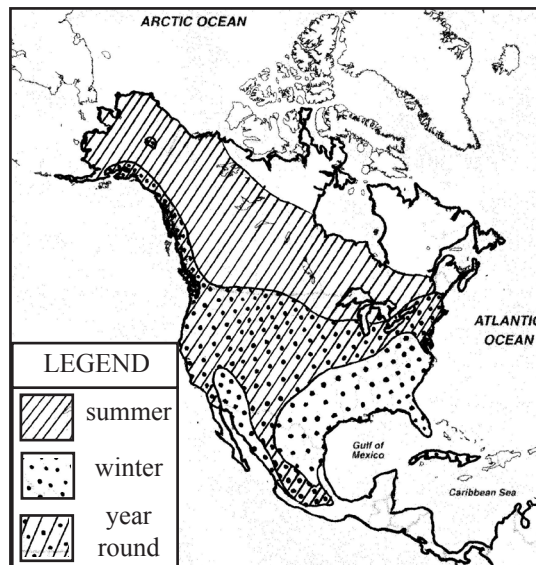 ARCTIC OCEAN
ATLANTIC
OCEAN
LEGEND
summer
winter
year
round
Gulf of
Mexico
Caribbean Sea